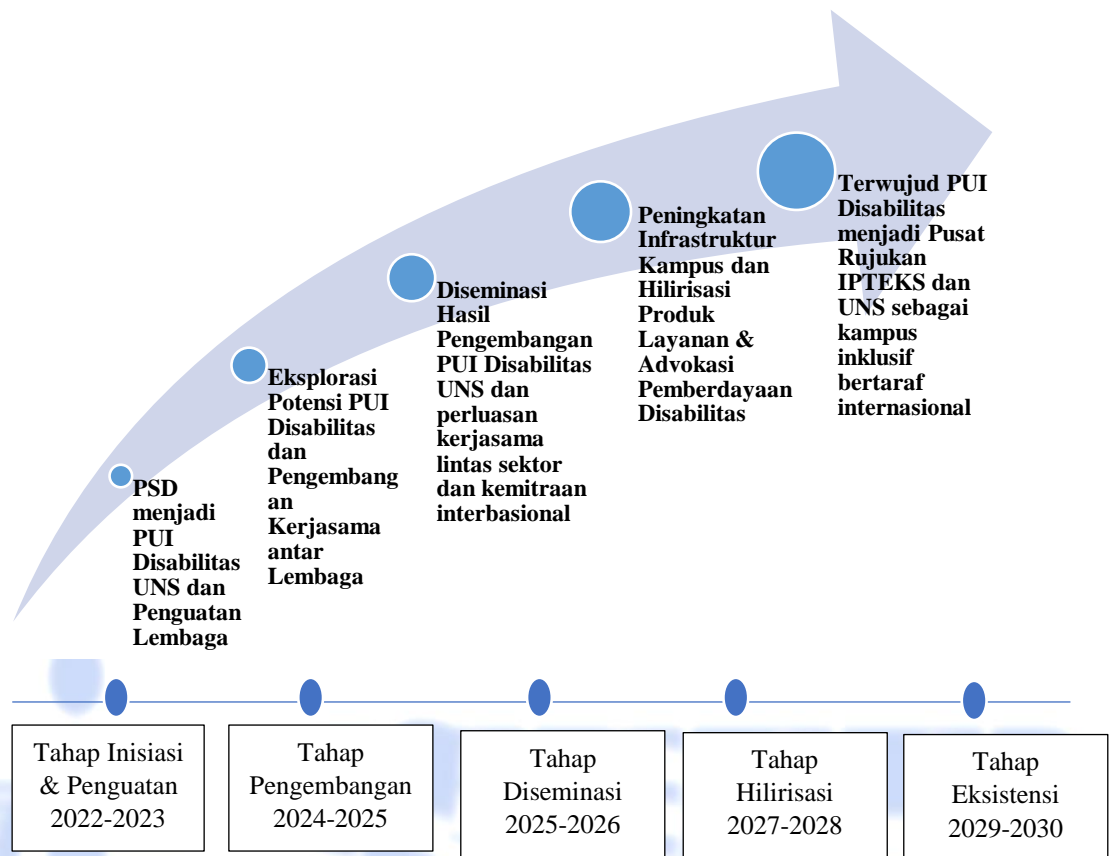 PSD
menjadi
PUI
Disabilitas
UNS dan
Penguatan
Lembaga
Eksplorasi
Potensi PUI
Disabilitas
dan
Pengembang
an
Kerjasama
antar
Lembaga
Diseminasi
Hasil
Pengembangan
PUI Disabilitas
UNS dan
perluasan
kerjasama
lintas sektor
dan kemitraan
interbasional
Peningkatan
Infrastruktur
Kampus dan
Hilirisasi
Produk
Layanan &
Advokasi
Pemberdayaan
Disabilitas
Terwujud PUI
Disabilitas
menjadi Pusat
Rujukan
IPTEKS dan
UNS sebagai
kampus
inklusif
bertaraf
internasional
Tahap Inisiasi
& Penguatan
2022-2023
Tahap
Pengembangan
2024-2025
Tahap
Diseminasi
2025-2026
Tahap
Hilirisasi
2027-2028
Tahap
Eksistensi
2029-2030